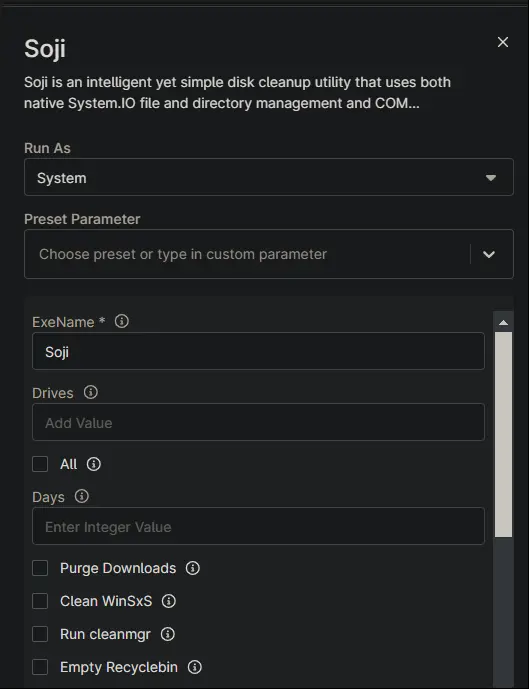 Soji
Soji is an intelligent yet simple disk cleanup utility that uses both
native System.IO file and directory management and COM...
Run As
System
Preset Parameter
Choose preset or type in custom parameter
ExeName *
Soji
Drives
Add Value
All
Days
Enter Integer Value
Purge Downloads
Clean WinSxS
Run cleanmgr
Empty Recyclebin